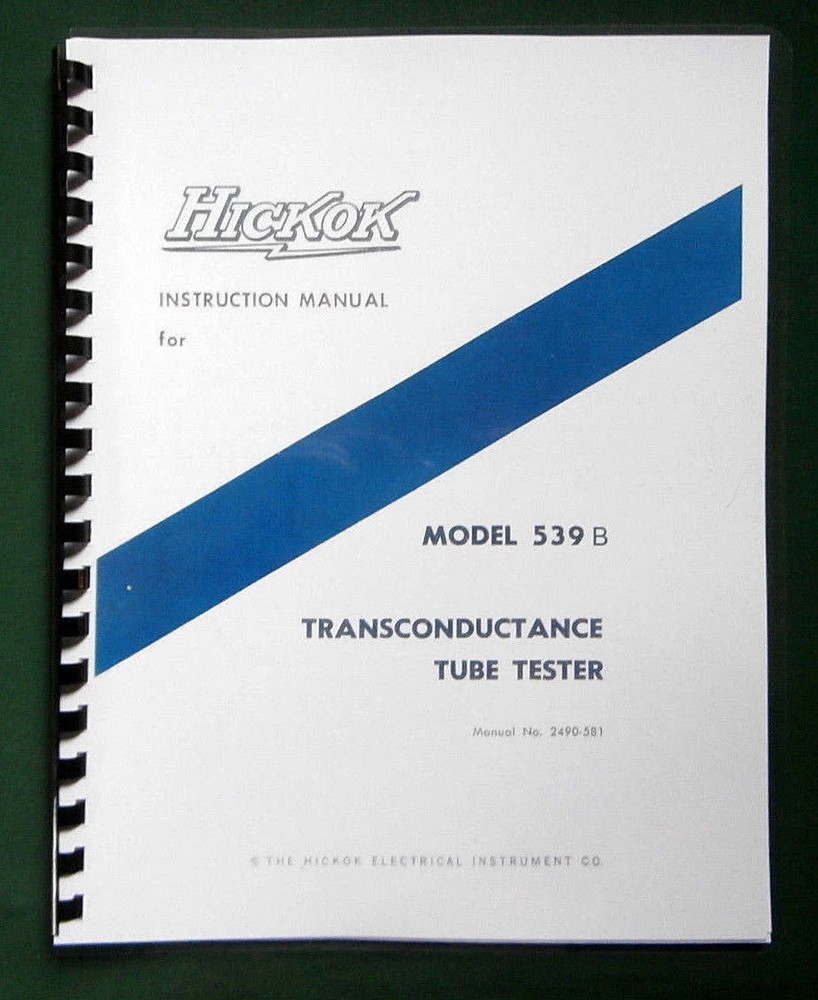 HICKOK
INSTRUCTION MANUAL
for
MODEL 539 B
TRANSCONDUCTANCE
TUBE TESTER
Manual No. 2490-581
© THE HICKOK ELECTRICAL INSTRUMENT CO.